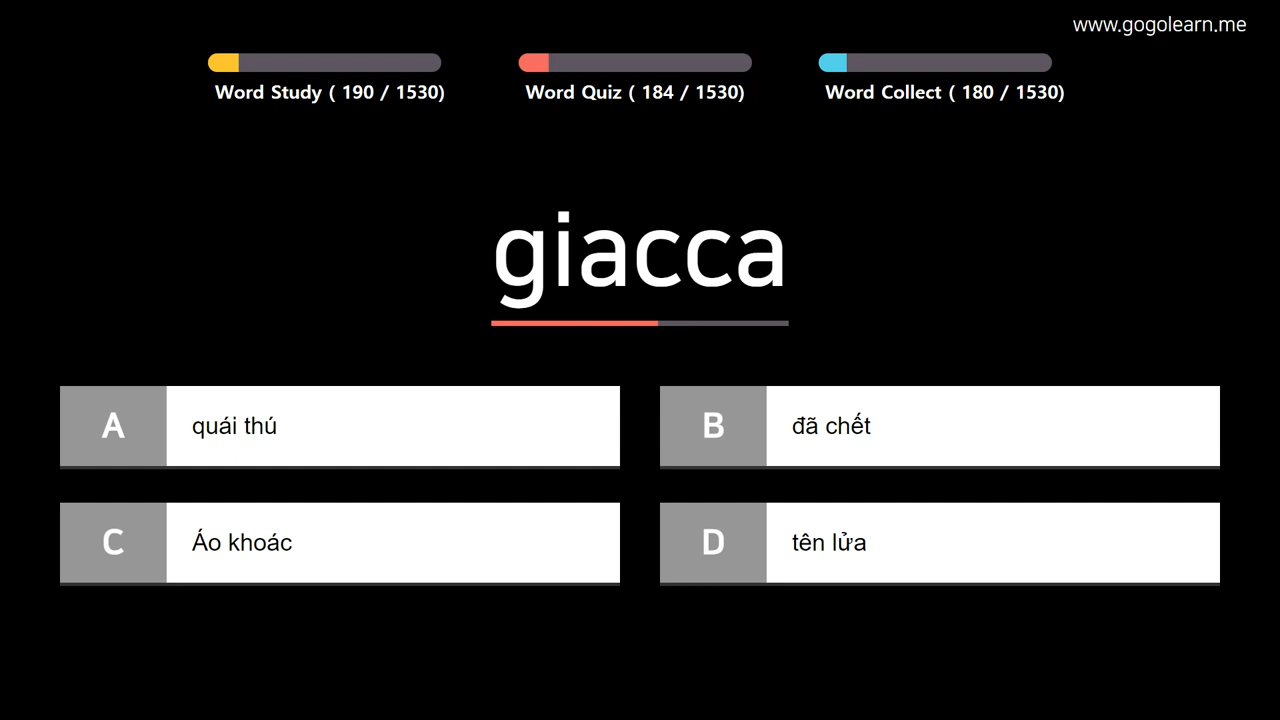 www.gogolearn.me
Word Study ( 190 / 1530)
Word Quiz ( 184 / 1530)
Word Collect ( 180 / 1530)
giacca
A quái thú
B đã chết
C Áo khoác
D tên lửa